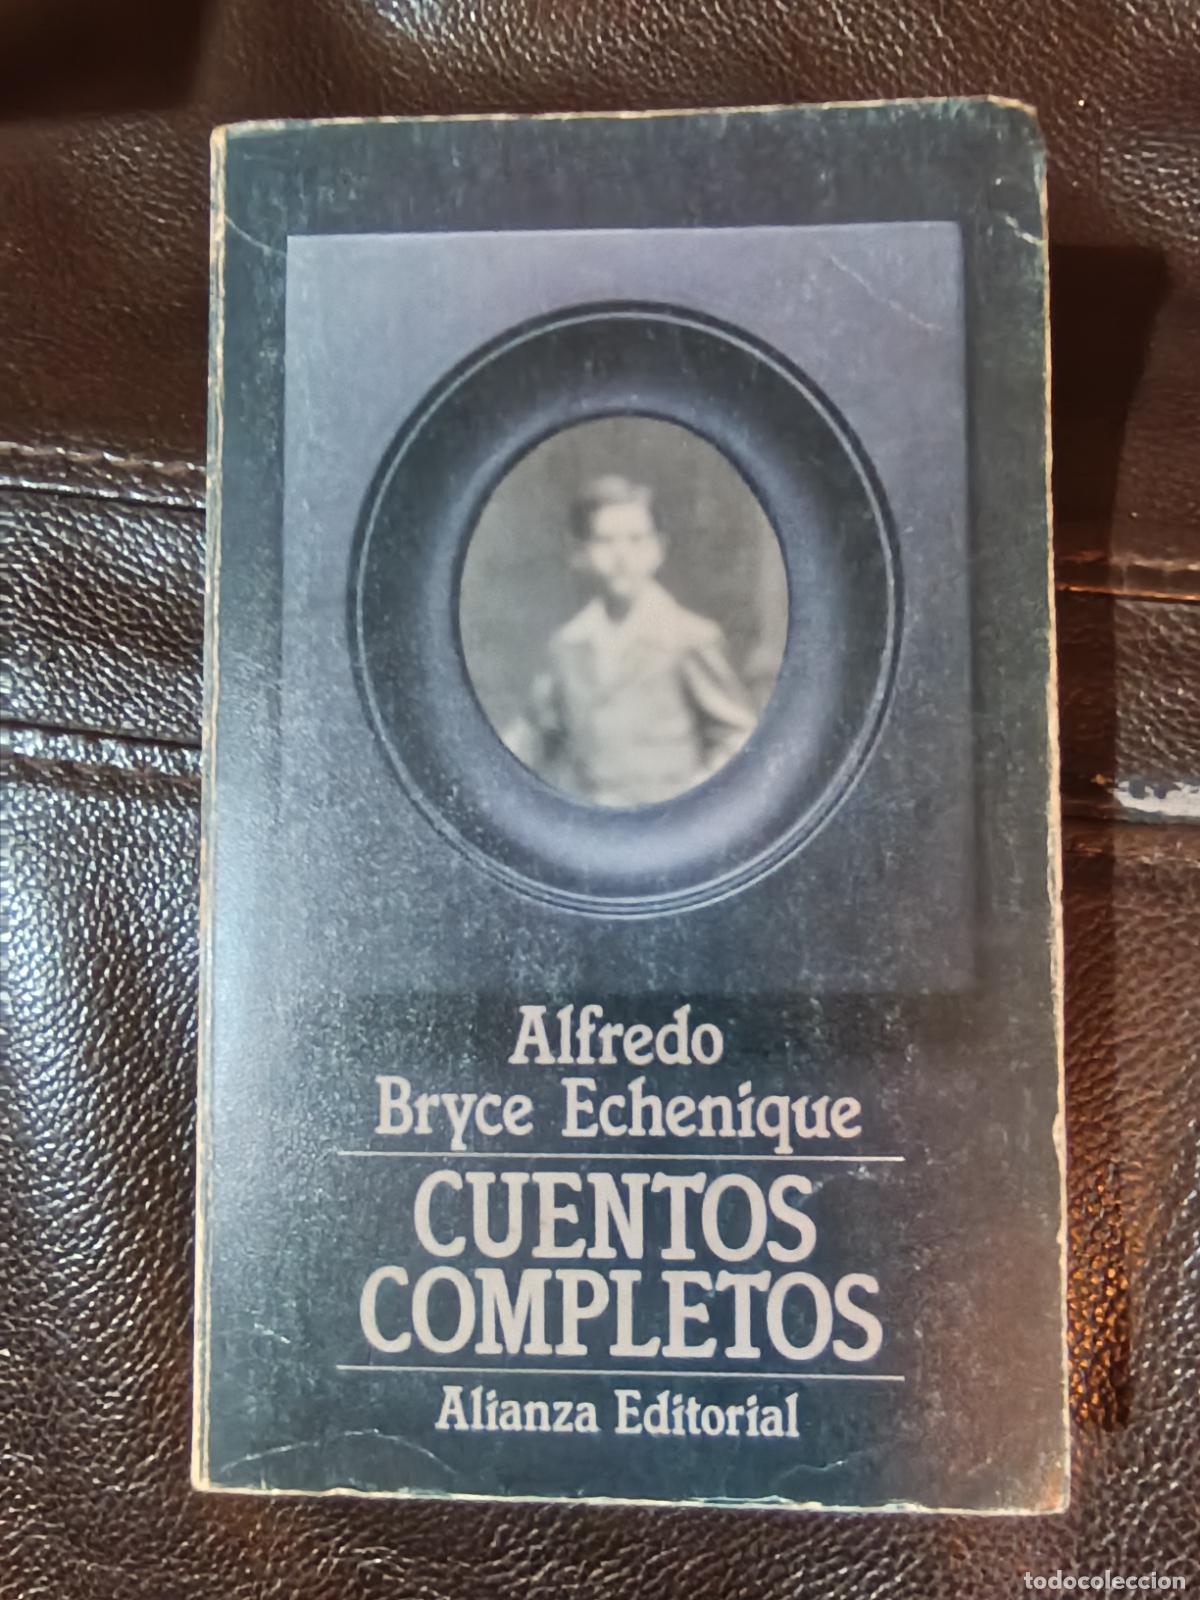 Alfredo
Bryce Echenique
CUENTOS
COMPLETOS
Alianza Editorial
todocoleccion